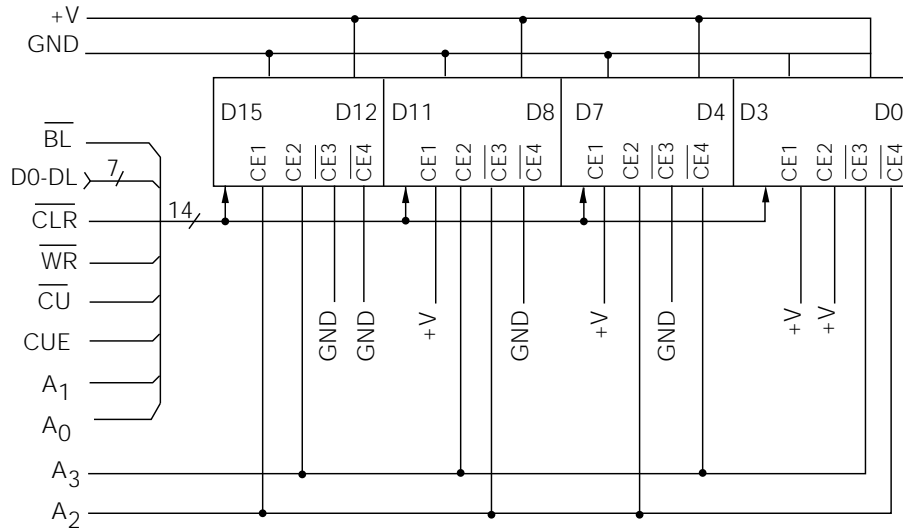 +V
GND
D15 D12 D11 D8 D7 D4 D3 D0
CE1 CE2 CE3 CE4 CE1 CE2 CE3 CE4 CE1 CE2 CE3 CE4 CE1 CE2 CE3 CE4
BL
D0-DL 7
CLR 14
WR
CU
CUE
A1
A0
GND GND +V GND +V GND +V +V
A3
A2